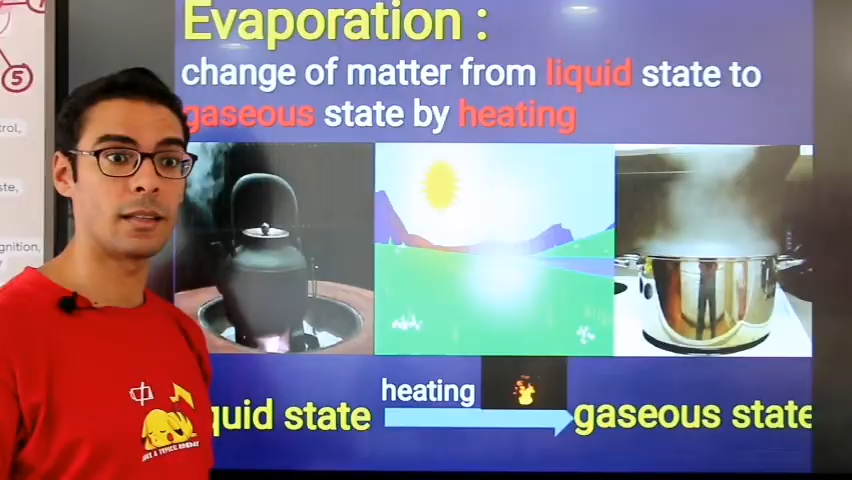 5
trol,
ste,
gnition,
Evaporation :
change of matter from liquid state to
gaseous state by heating
heating
quid state
gaseous state